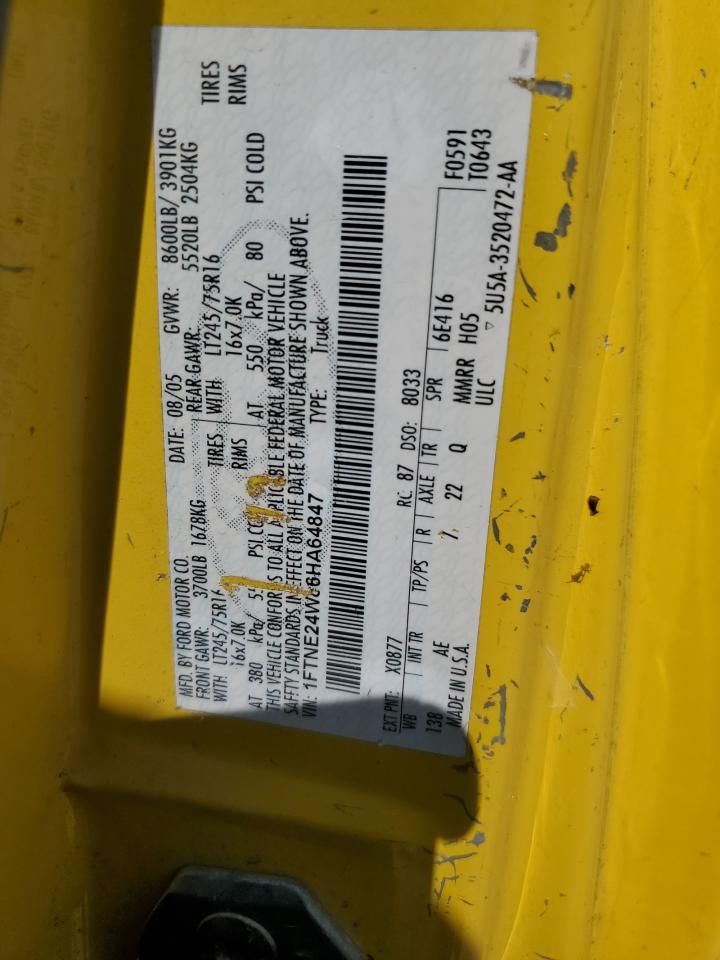 MFD. BY FORD MOTOR CO. DATE: 08/05 GVWR: 8600LB/ 3901KG
FRONT GAWR: 3700LB 1678KG REAR GAWR: 5520LB 2504KG
WITH LT245/75R16 TIRES WITH LT245/75R16 TIRES
16x7.0K RIMS 16x7.0K RIMS
AT 380 kPa/ PSI COLD AT 550 kPa/ 80 PSI COLD
THIS VEHICLE CONFORMS TO ALL APPLICABLE FEDERAL MOTOR VEHICLE
SAFETY STANDARDS IN EFFECT ON THE DATE OF MANUFACTURE SHOWN ABOVE.
VIN: TYPE: Truck
EXT PNT: X0877 RC: 87 DSO: 8033 F0591
WB INT TR TP/PS R AXLE TR SPR 6E416 T0643
138 AE 22 Q MMRR H05
MADE IN U.S.A. ULC ▽ 5U5A-3520472-AA